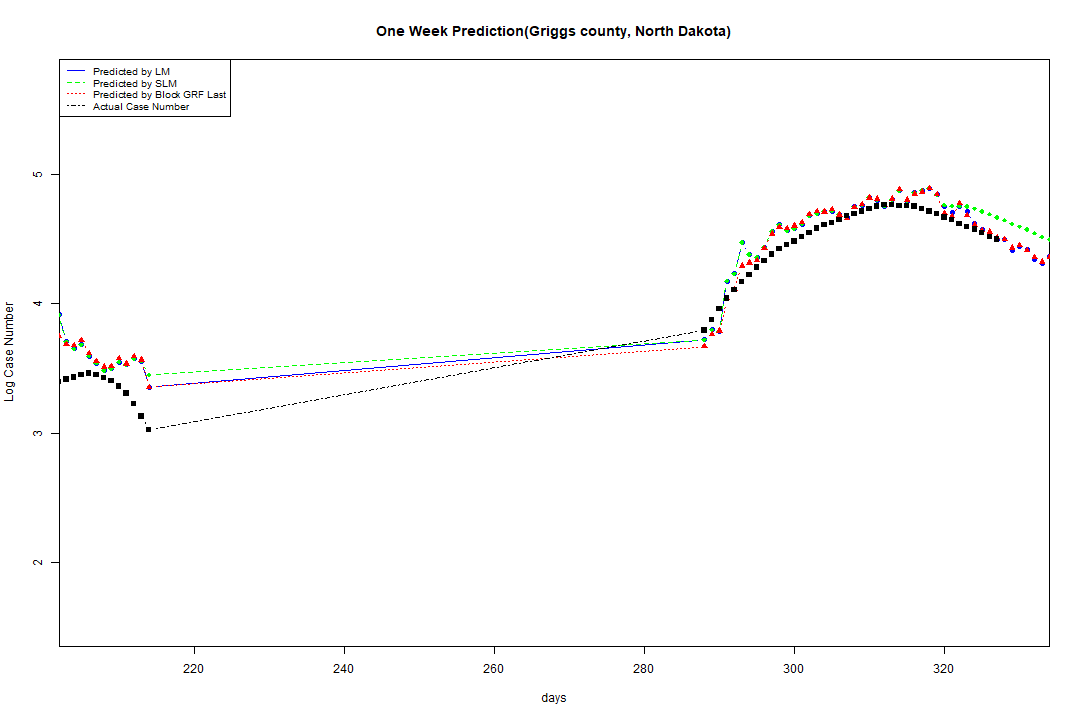 One Week Prediction(Griggs county, North Dakota)
Predicted by LM
Predicted by SLM
Predicted by Block GRF Last
Actual Case Number
5
4
3
2
Log Case Number
220 240 260 280 300 320
days